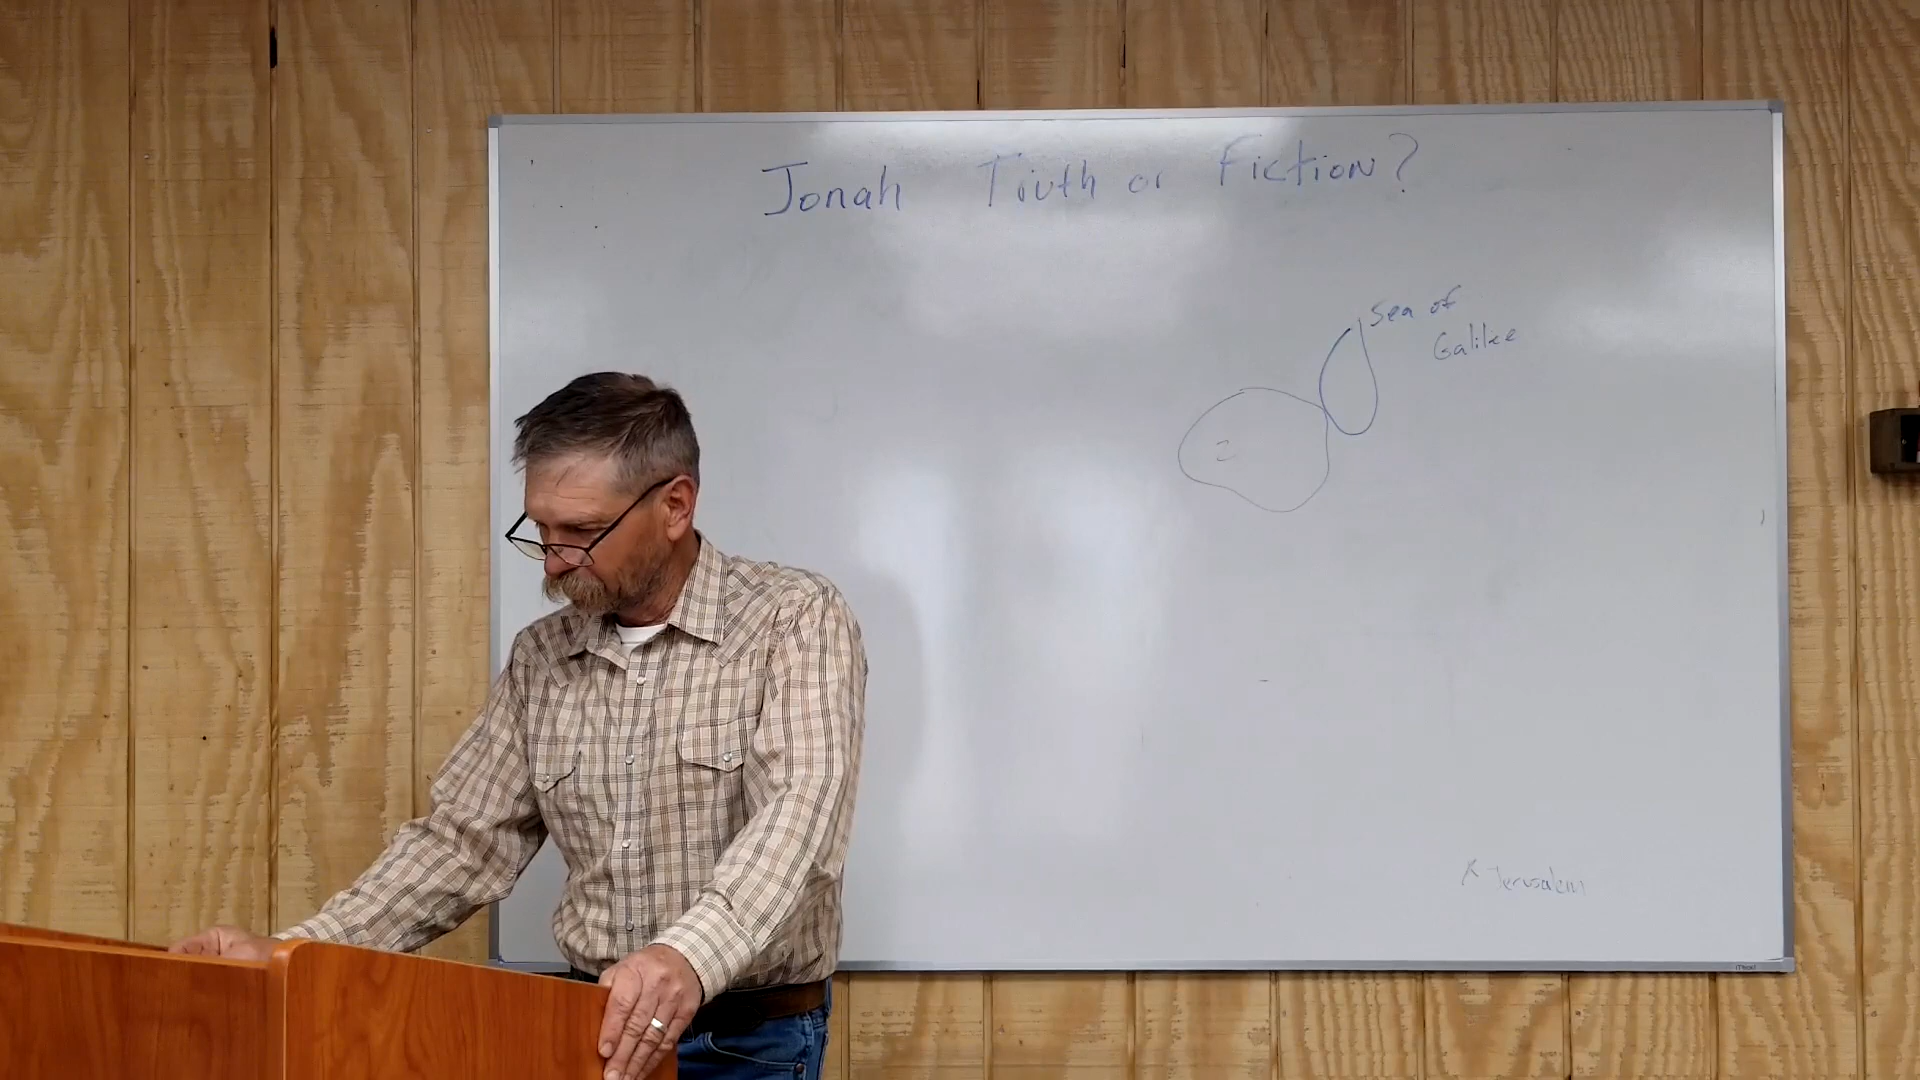 Jonah Truth or Fiction?
Sea of
Galilee
Z
X Jerusalem